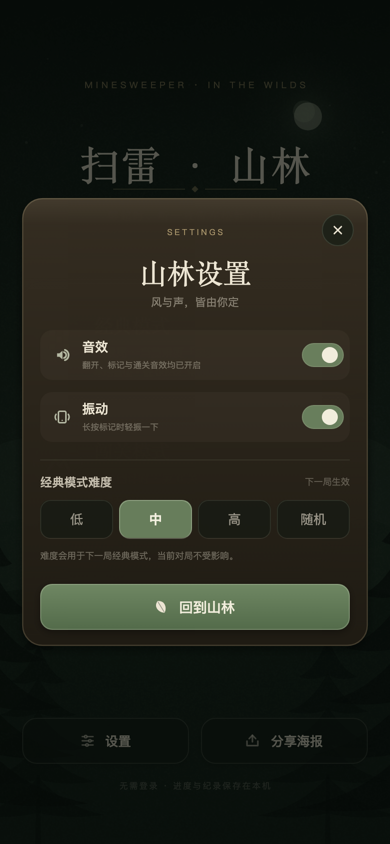 MINESWEEPER · IN THE WILDS
扫雷 · 山林
SETTINGS
山林设置
风与声，皆由你定
音效
翻开、标记与通关音效均已开启
振动
长按标记时轻振一下
经典模式难度
下一局生效
低
中
高
随机
难度会用于下一局经典模式，当前对局不受影响。
回到山林
设置
分享海报
无需登录 · 进度与纪录保存在本机